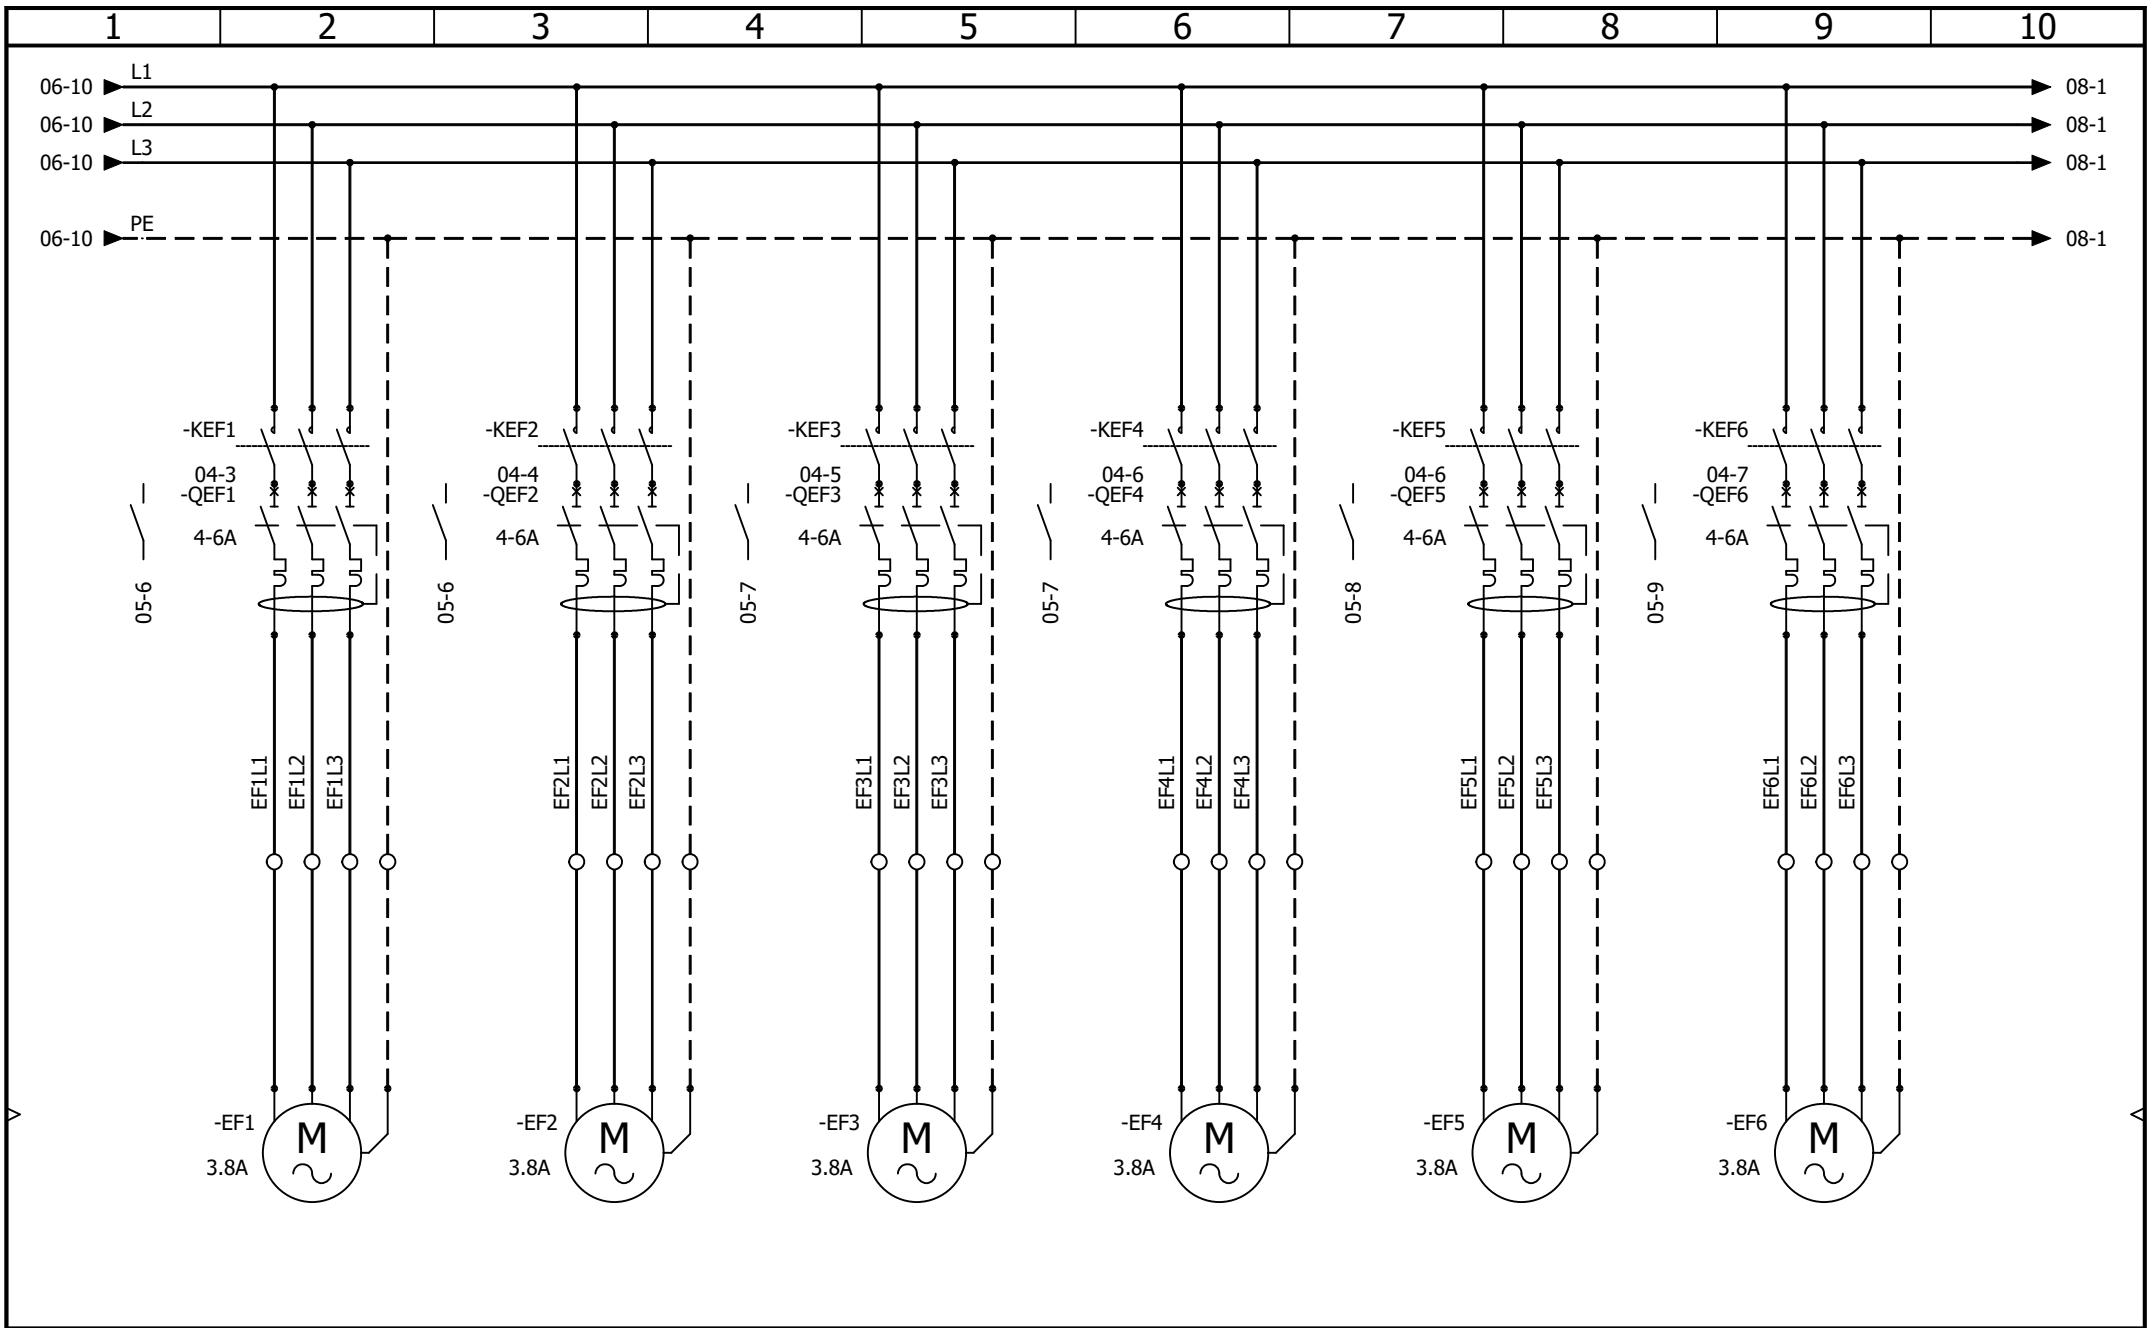 1 2 3 4 5 6 7 8 9 10
06-10 L1 08-1
06-10 L2 08-1
06-10 L3 08-1
06-10 PE 08-1
-KEF1 -KEF2 -KEF3 -KEF4 -KEF5 -KEF6
04-3 04-4 04-5 04-6 04-6 04-7
-QEF1 -QEF2 -QEF3 -QEF4 -QEF5 -QEF6
4-6A 4-6A 4-6A 4-6A 4-6A 4-6A
05-6 05-6 05-7 05-7 05-8 05-9
EF1L1 EF1L2 EF1L3 EF2L1 EF2L2 EF2L3 EF3L1 EF3L2 EF3L3 EF4L1 EF4L2 EF4L3 EF5L1 EF5L2 EF5L3 EF6L1 EF6L2 EF6L3
-EF1 M -EF2 M -EF3 M -EF4 M -EF5 M -EF6 M
3.8A 3.8A 3.8A 3.8A 3.8A 3.8A